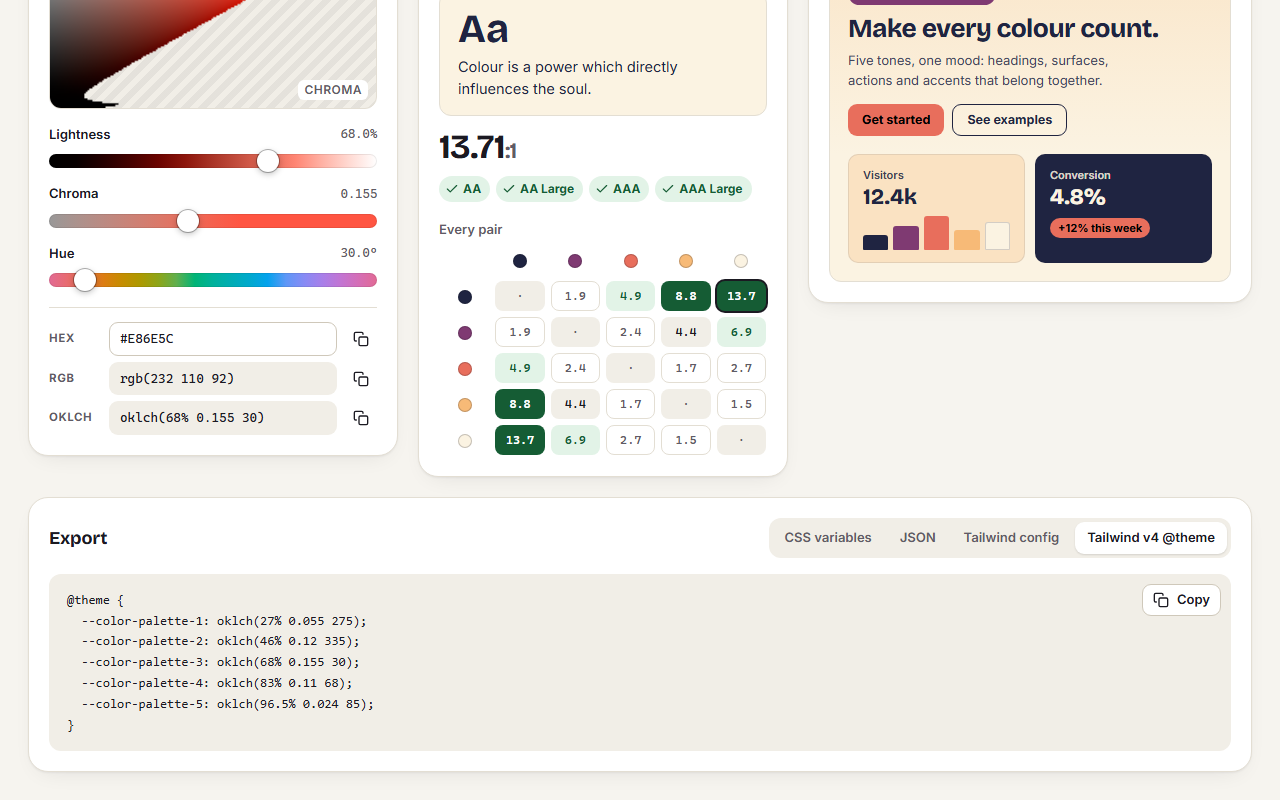 CHROMA
Lightness 68.0%
Chroma 0.155
Hue 30.0°
HEX #E86E5C
RGB rgb(232 110 92)
OKLCH oklch(68% 0.155 30)
Aa
Colour is a power which directly
influences the soul.
13.71:1
AA AA Large AAA AAA Large
Every pair
· 1.9 4.9 8.8 13.7
1.9 · 2.4 4.4 6.9
4.9 2.4 · 1.7 2.7
8.8 4.4 1.7 · 1.5
13.7 6.9 2.7 1.5 ·
Make every colour count.
Five tones, one mood: headings, surfaces,
actions and accents that belong together.
Get started See examples
Visitors
12.4k
Conversion
4.8%
+12% this week
Export
CSS variables JSON Tailwind config Tailwind v4 @theme
Copy
@theme {
  --color-palette-1: oklch(27% 0.055 275);
  --color-palette-2: oklch(46% 0.12 335);
  --color-palette-3: oklch(68% 0.155 30);
  --color-palette-4: oklch(83% 0.11 68);
  --color-palette-5: oklch(96.5% 0.024 85);
}